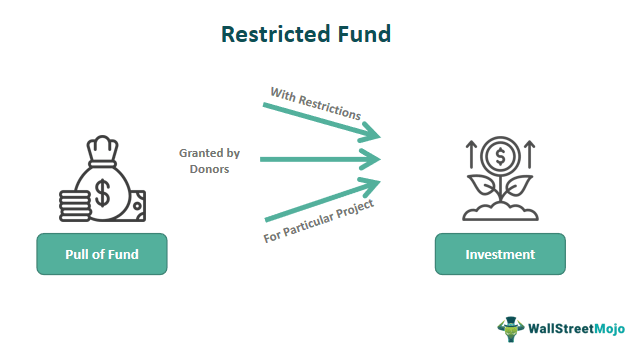 Restricted Fund
With Restrictions
Granted by
Donors
For Particular Project
$
$
Pull of Fund
Investment
WallStreetMojo